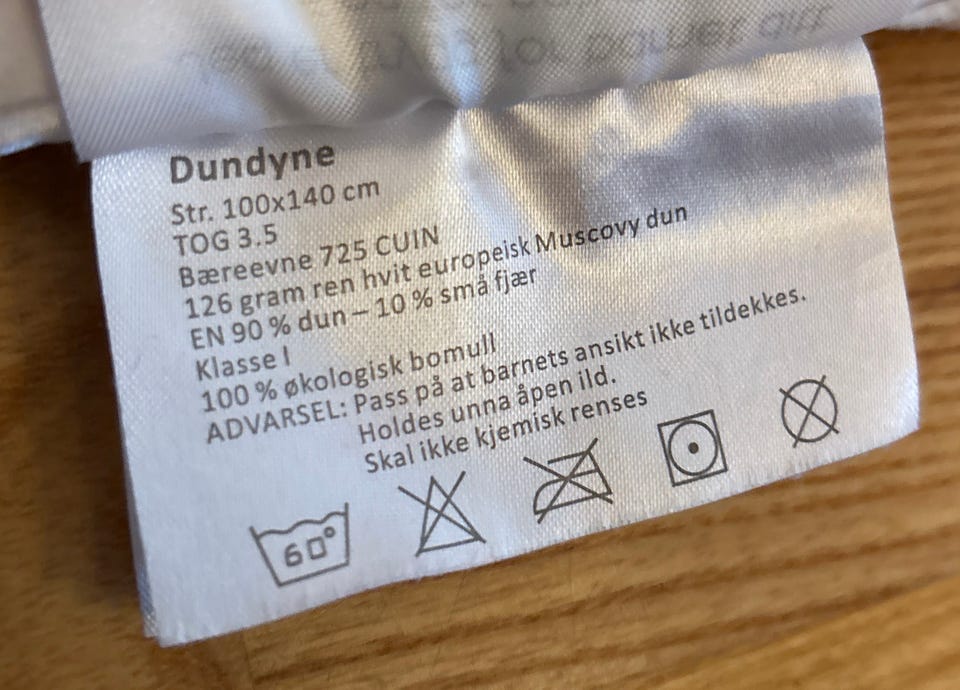 Dundyne
Str. 100x140 cm
TOG 3.5
Bæreevne 725 CUIN
126 gram ren hvit europeisk Muscovy dun
EN 90 % dun – 10 % små fjær
Klasse I
100 % økologisk bomull
ADVARSEL: Pass på at barnets ansikt ikke tildekkes.
Holdes unna åpen ild.
Skal ikke kjemisk renses
60°